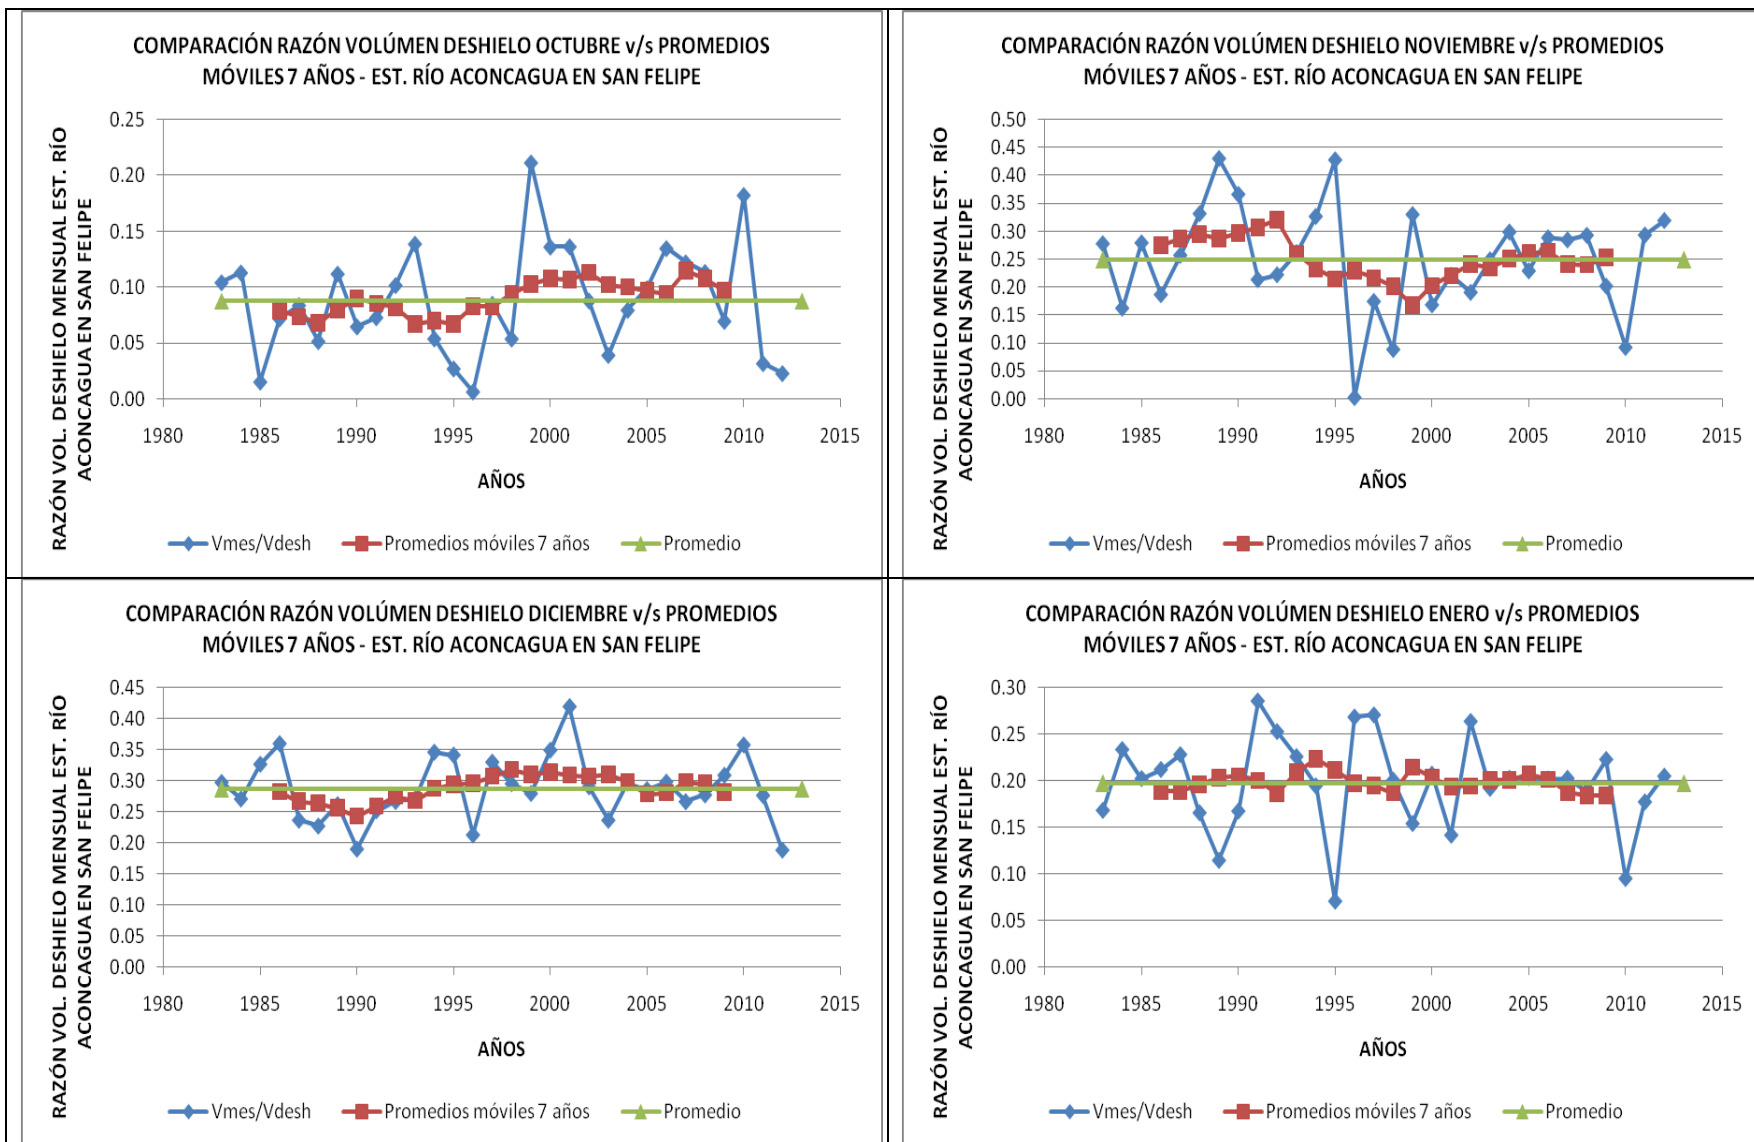 COMPARACIÓN RAZÓN VOLÚMEN DESHIELO OCTUBRE v/s PROMEDIOS
MÓVILES 7 AÑOS - EST. RÍO ACONCAGUA EN SAN FELIPE
RAZÓN VOL. DESHIELO MENSUAL EST. RÍO
ACONCAGUA EN SAN FELIPE
0.25
0.20
0.15
0.10
0.05
0.00
1980 1985 1990 1995 2000 2005 2010 2015
AÑOS
Vmes/Vdesh Promedios móviles 7 años Promedio
COMPARACIÓN RAZÓN VOLÚMEN DESHIELO NOVIEMBRE v/s PROMEDIOS
MÓVILES 7 AÑOS - EST. RÍO ACONCAGUA EN SAN FELIPE
RAZÓN VOL. DESHIELO MENSUAL EST. RÍO
ACONCAGUA EN SAN FELIPE
0.50
0.45
0.40
0.35
0.30
0.25
0.20
0.15
0.10
0.05
0.00
1980 1985 1990 1995 2000 2005 2010 2015
AÑOS
Vmes/Vdesh Promedios móviles 7 años Promedio
COMPARACIÓN RAZÓN VOLÚMEN DESHIELO DICIEMBRE v/s PROMEDIOS
MÓVILES 7 AÑOS - EST. RÍO ACONCAGUA EN SAN FELIPE
RAZÓN VOL. DESHIELO MENSUAL EST. RÍO
ACONCAGUA EN SAN FELIPE
0.45
0.40
0.35
0.30
0.25
0.20
0.15
0.10
0.05
0.00
1980 1985 1990 1995 2000 2005 2010 2015
AÑOS
Vmes/Vdesh Promedios móviles 7 años Promedio
COMPARACIÓN RAZÓN VOLÚMEN DESHIELO ENERO v/s PROMEDIOS
MÓVILES 7 AÑOS - EST. RÍO ACONCAGUA EN SAN FELIPE
RAZÓN VOL. DESHIELO MENSUAL EST. RÍO
ACONCAGUA EN SAN FELIPE
0.30
0.25
0.20
0.15
0.10
0.05
0.00
1980 1985 1990 1995 2000 2005 2010 2015
AÑOS
Vmes/Vdesh Promedios móviles 7 años Promedio